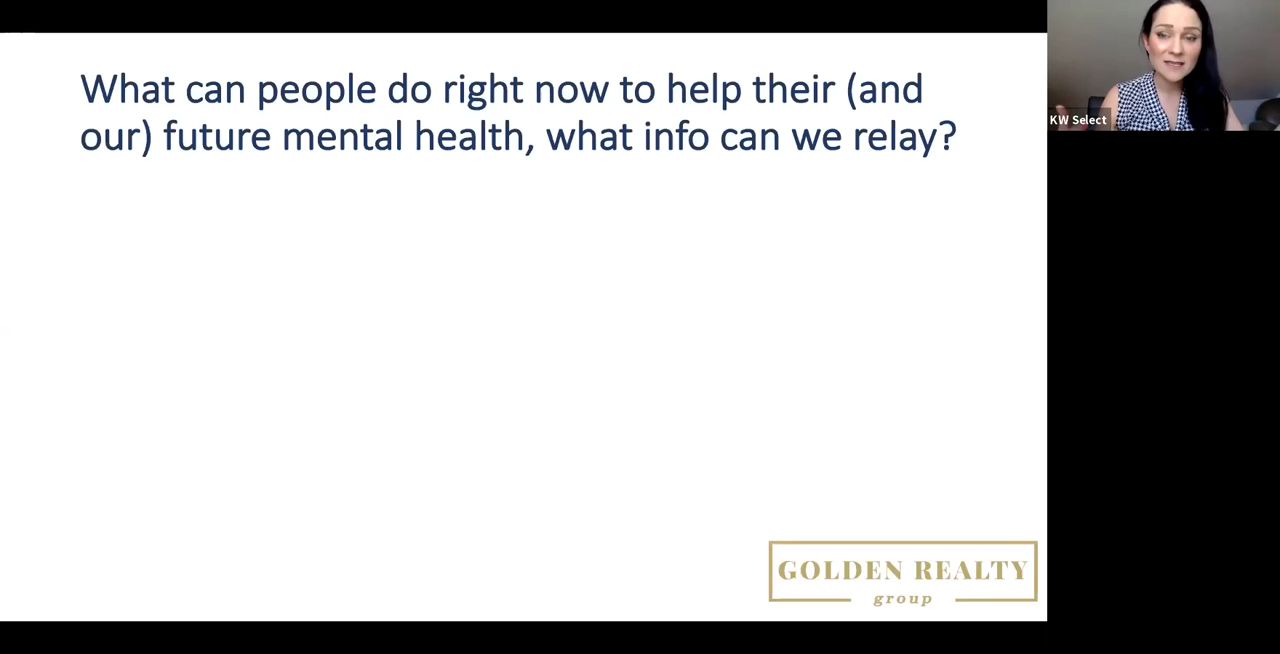 What can people do right now to help their (and
our) future mental health, what info can we relay?
KW Select
GOLDEN REALTY
group